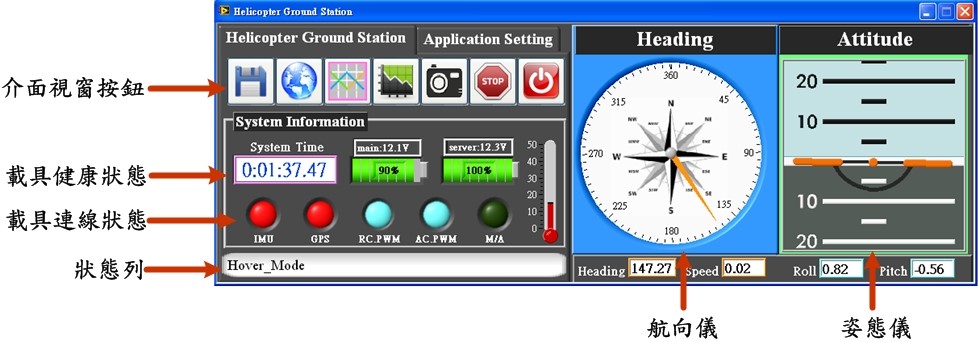 Helicopter Ground Station
Helicopter Ground Station
Application Setting
介面視窗按鈕
STOP
System Information
System Time
0:01:37.47
main:12.1V
90%
server:12.3V
100%
50
40
30
20
10
0
載具健康狀態
載具連線狀態
IMU
GPS
RC.PWM
AC.PWM
M/A
狀態列
Hover_Mode
Heading
360
45
90
135
180
225
270
315
N
NE
E
SE
S
SW
W
NW
Heading 147.27 Speed 0.02
航向儀
Attitude
20
10
10
20
Roll 0.82 Pitch -0.56
姿態儀